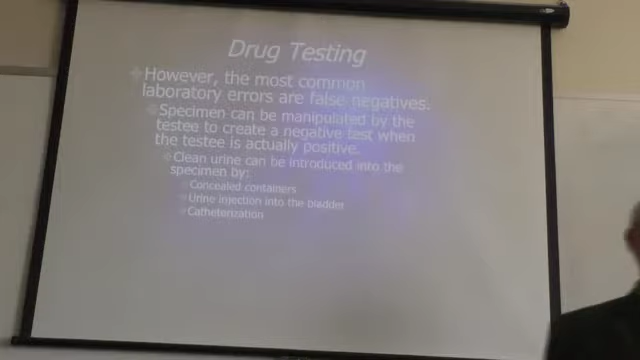 Drug Testing
However, the most common
laboratory errors are false negatives.
Specimen can be manipulated by the
testee to create a negative test when
the testee is actually positive.
Clean urine can be introduced into the
specimen by:
Concealed containers
Urine injection into the bladder
Catheterization